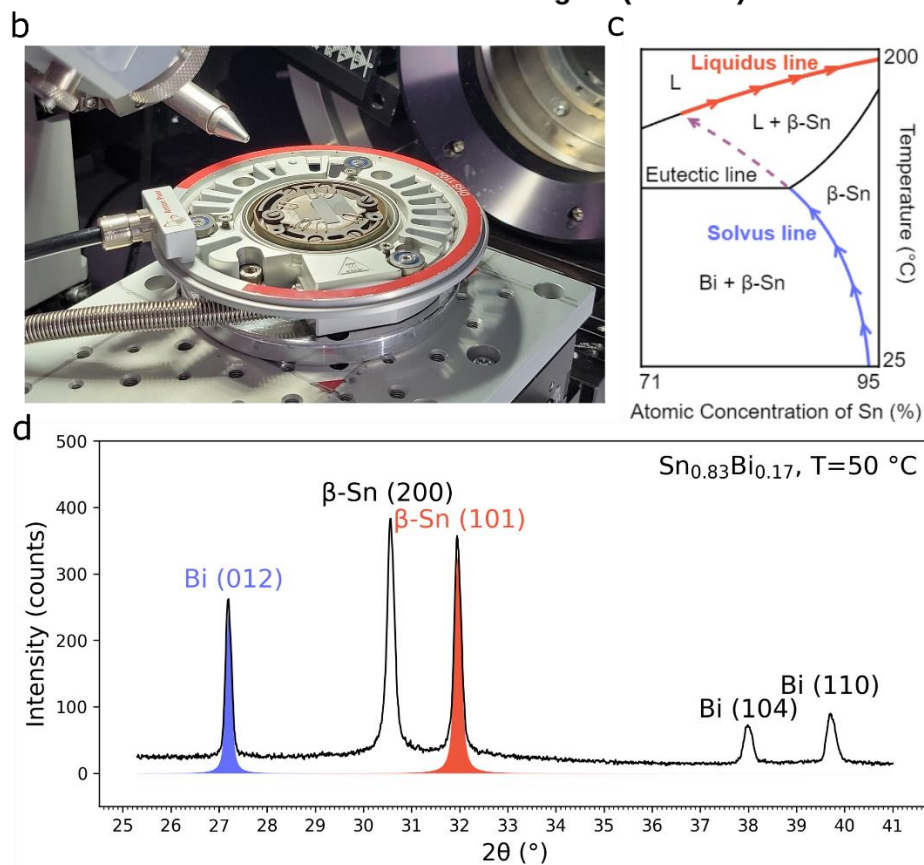 b
c
200
Liquidus line
L
L + β-Sn
Eutectic line
β-Sn
Temperature (°C)
Solvus line
Bi + β-Sn
25
71
95
Atomic Concentration of Sn (%)
d
500
400
300
200
100
0
Intensity (counts)
Sn₀.₈₃Bi₀.₁₇, T=50 °C
β-Sn (200)
β-Sn (101)
Bi (012)
Bi (110)
Bi (104)
25 26 27 28 29 30 31 32 33 34 35 36 37 38 39 40 41
2θ (°)